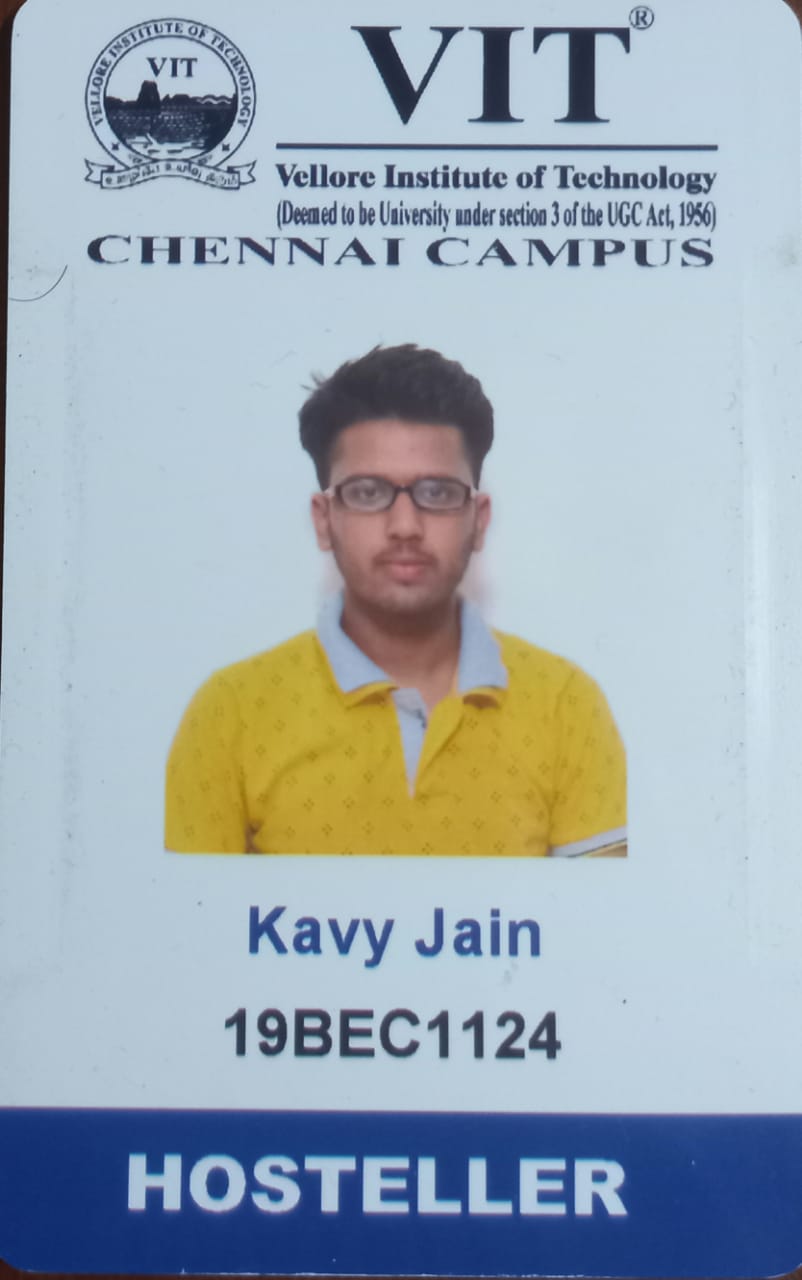 VELLORE INSTITUTE OF TECHNOLOGY
VIT
VIT®
Vellore Institute of Technology
(Deemed to be University under section 3 of the UGC Act, 1956)
CHENNAI CAMPUS
Kavy Jain
19BEC1124
HOSTELLER